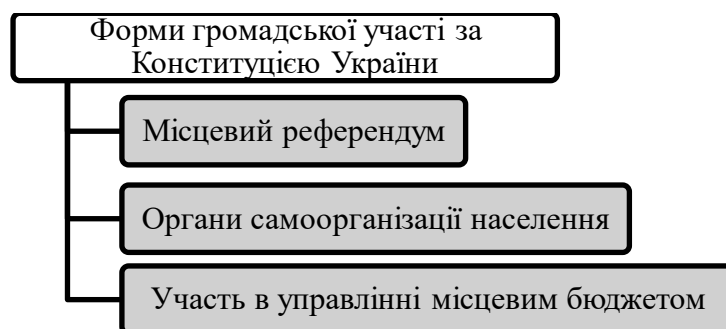 Форми громадської участі за
Конституцією України
Місцевий референдум
Органи самоорганізації населення
Участь в управлінні місцевим бюджетом